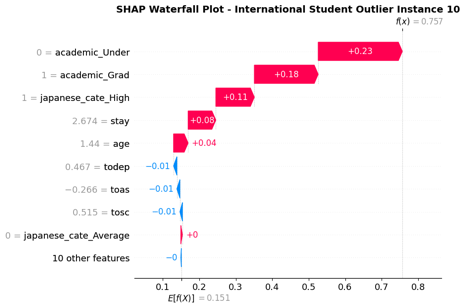 SHAP Waterfall Plot - International Student Outlier Instance 10
f(x) = 0.757
0 = academic_Under
+0.23
1 = academic_Grad
+0.18
1 = japanese_cate_High
+0.11
2.674 = stay
+0.08
1.44 = age
+0.04
0.467 = todep
−0.01
−0.266 = toas
−0.01
0.515 = tosc
−0.01
0 = japanese_cate_Average
+0
10 other features
−0
0.1 0.2 0.3 0.4 0.5 0.6 0.7 0.8
E[f(X)] = 0.151